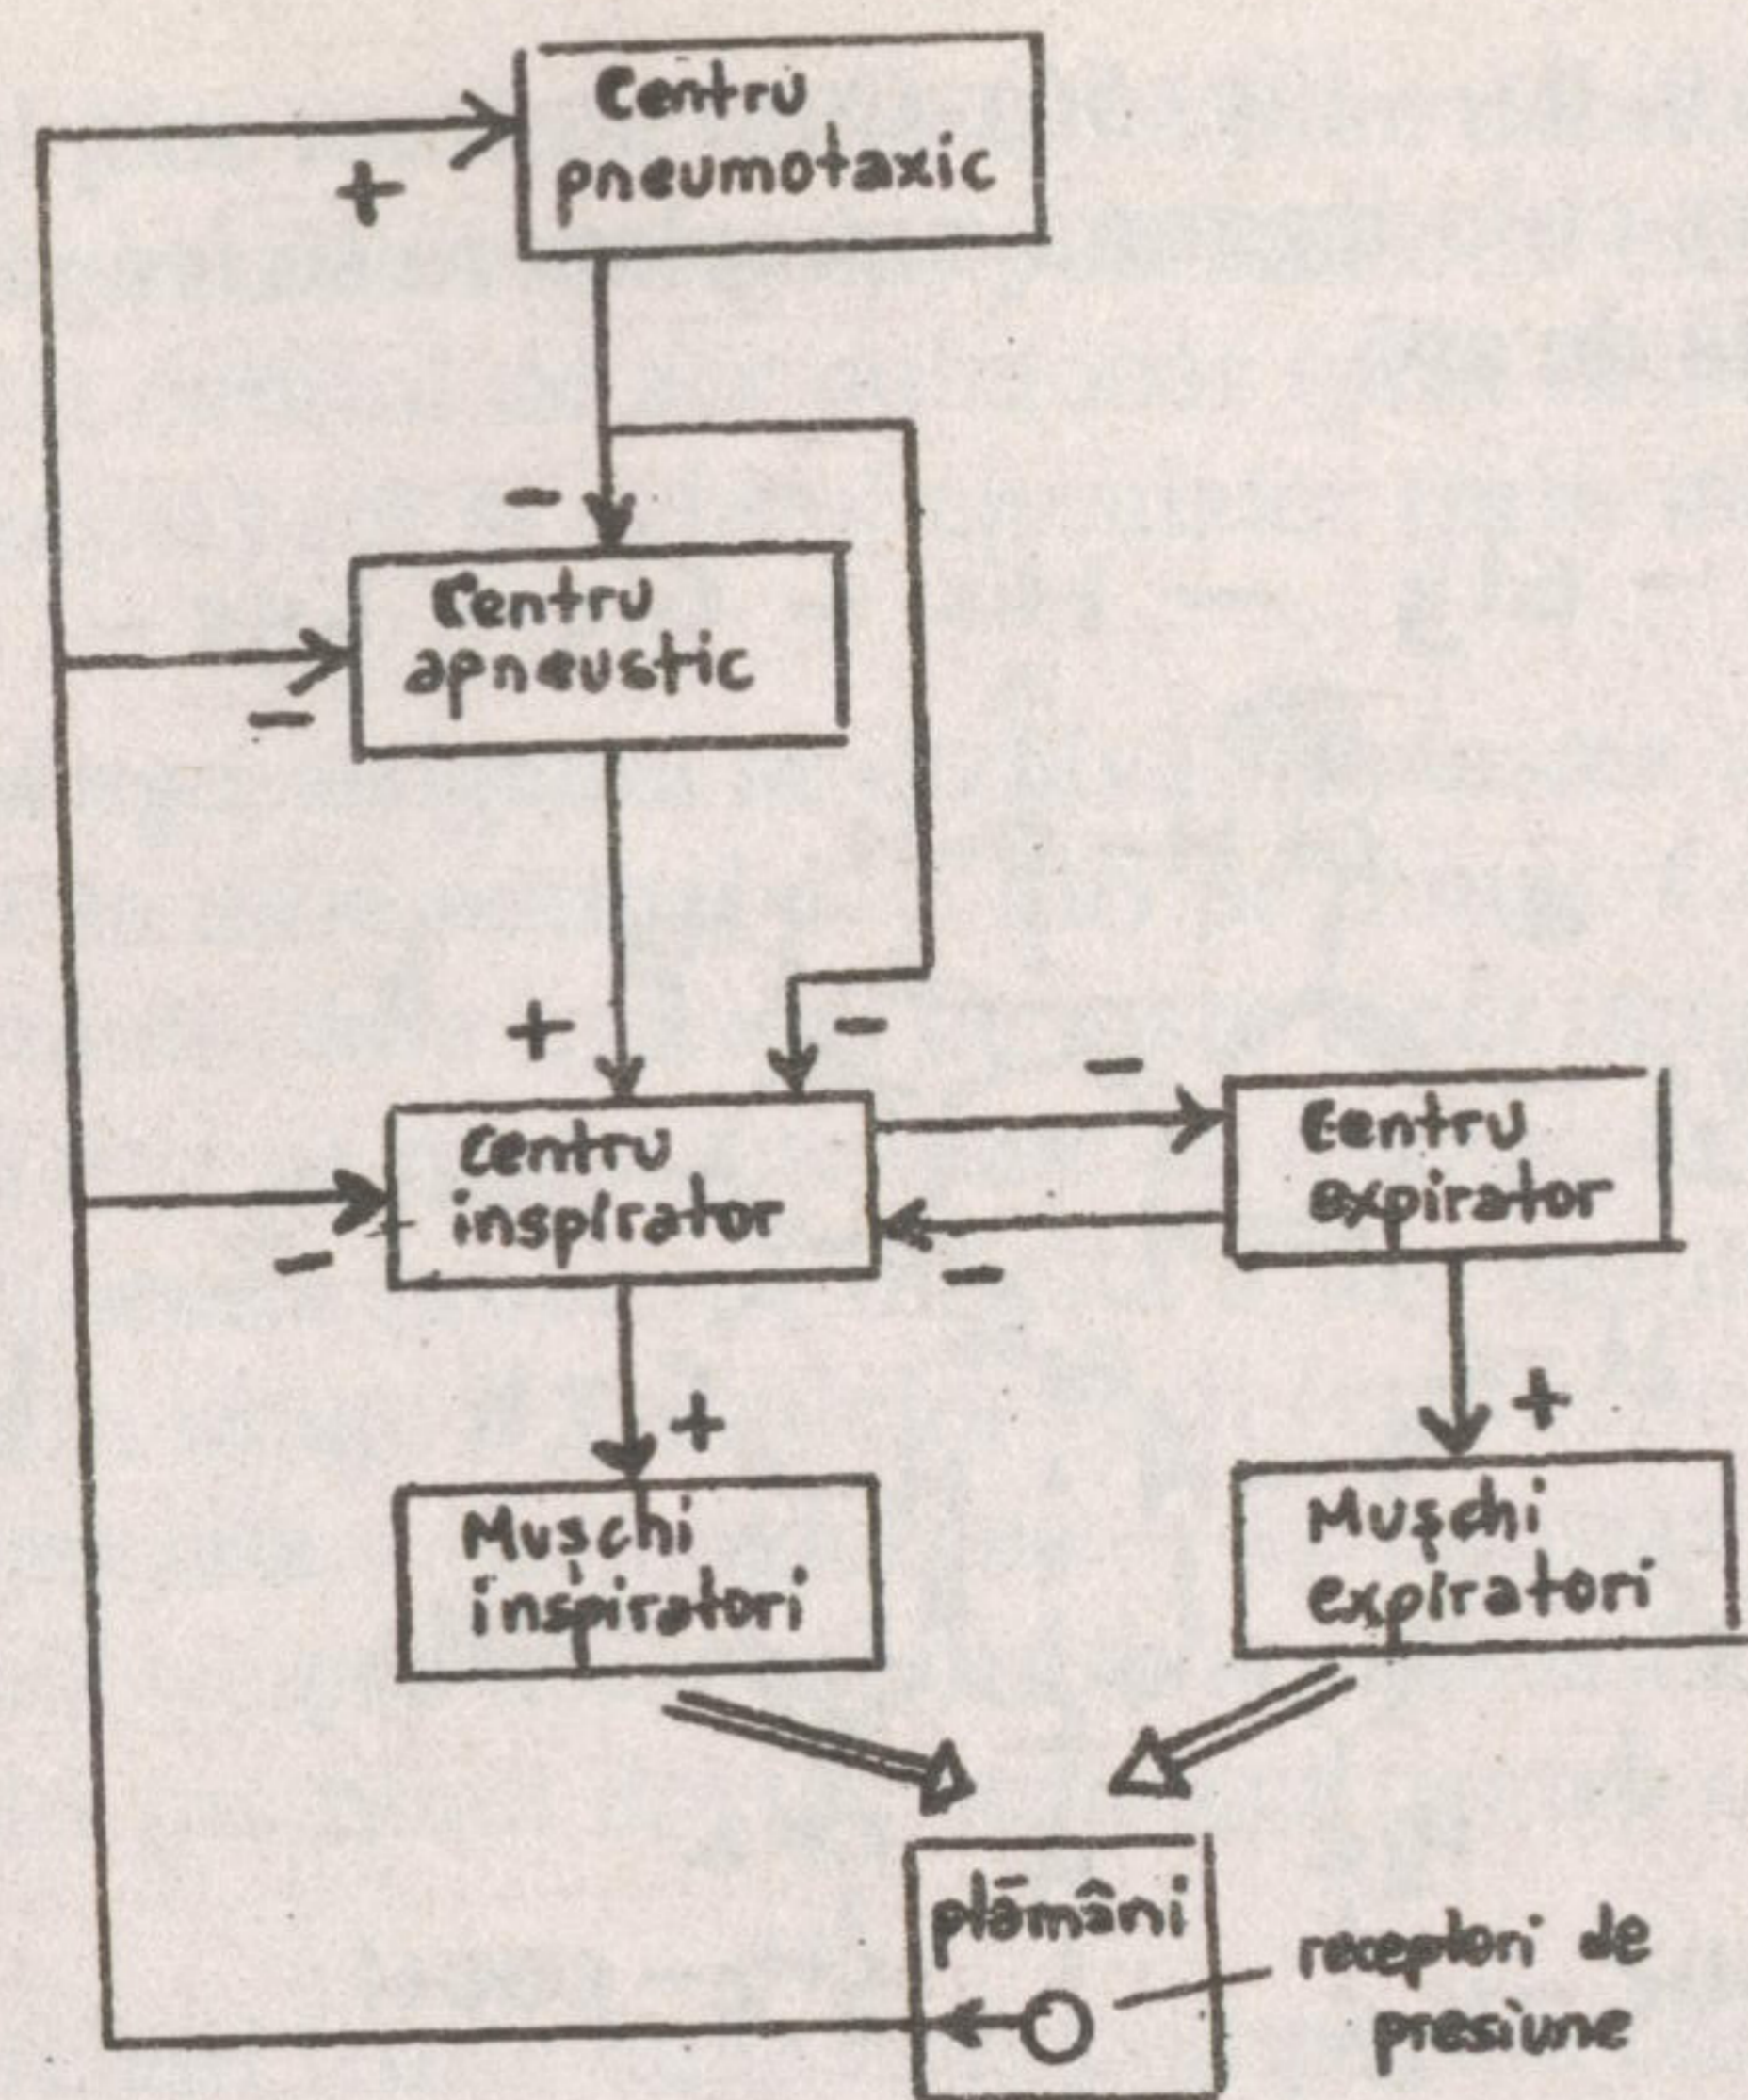 Centru
pneumotaxic
+
-
Centru
apneustic
-
+
-
-
Centru
inspirator
Centru
expirator
-
-
+
+
Mușchi
inspiratori
Mușchi
expiratori
plămâni
receptori de
presiune